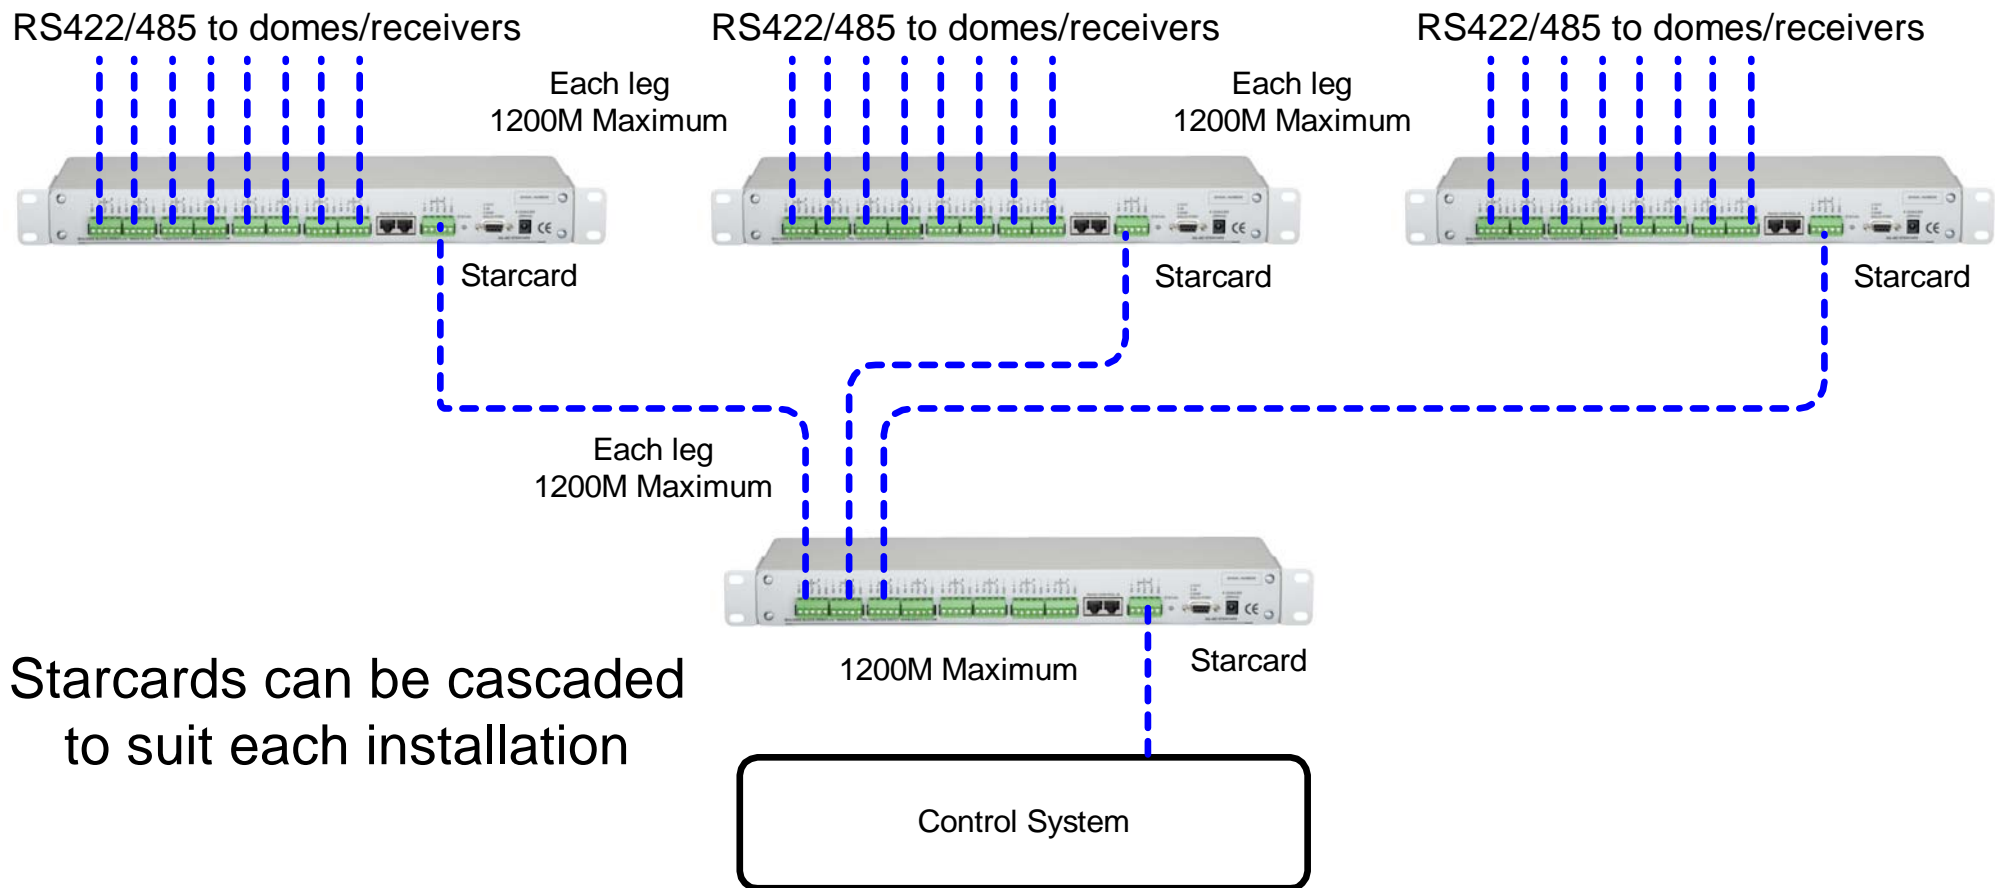 RS422/485 to domes/receivers
RS422/485 to domes/receivers
RS422/485 to domes/receivers
Each leg
1200M Maximum
Each leg
1200M Maximum
Starcard
Starcard
Starcard
Each leg
1200M Maximum
1200M Maximum
Starcard
Starcards can be cascaded
to suit each installation
Control System